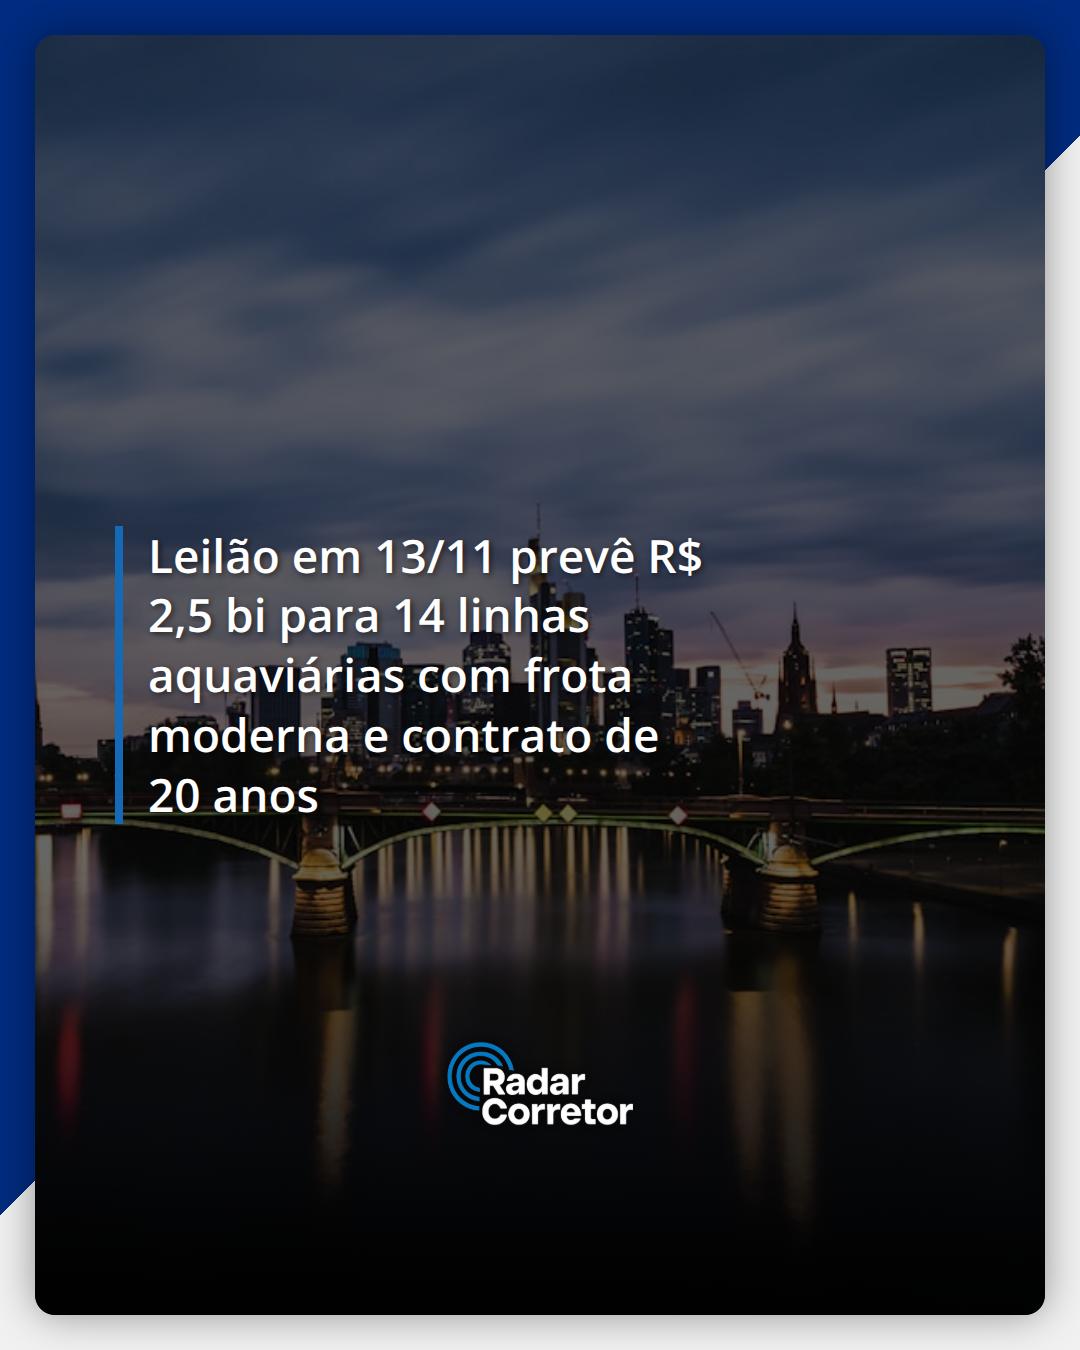 Leilão em 13/11 prevê R$
2,5 bi para 14 linhas
aquaviárias com frota
moderna e contrato de
20 anos
Radar
Corretor